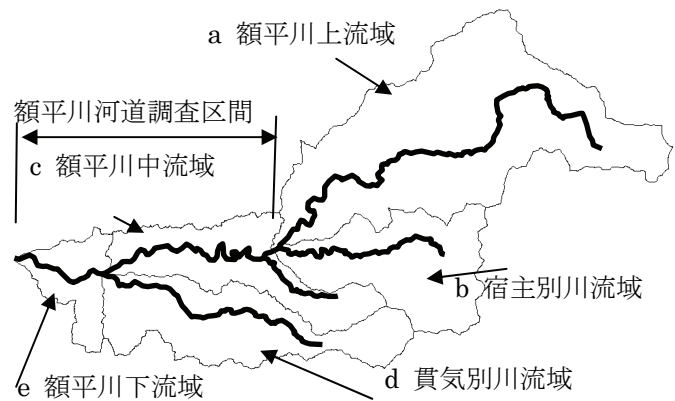 a 額平川上流域
額平川河道調査区間
c 額平川中流域
b 宿主別川流域
e 額平川下流域
d 貫気別川流域